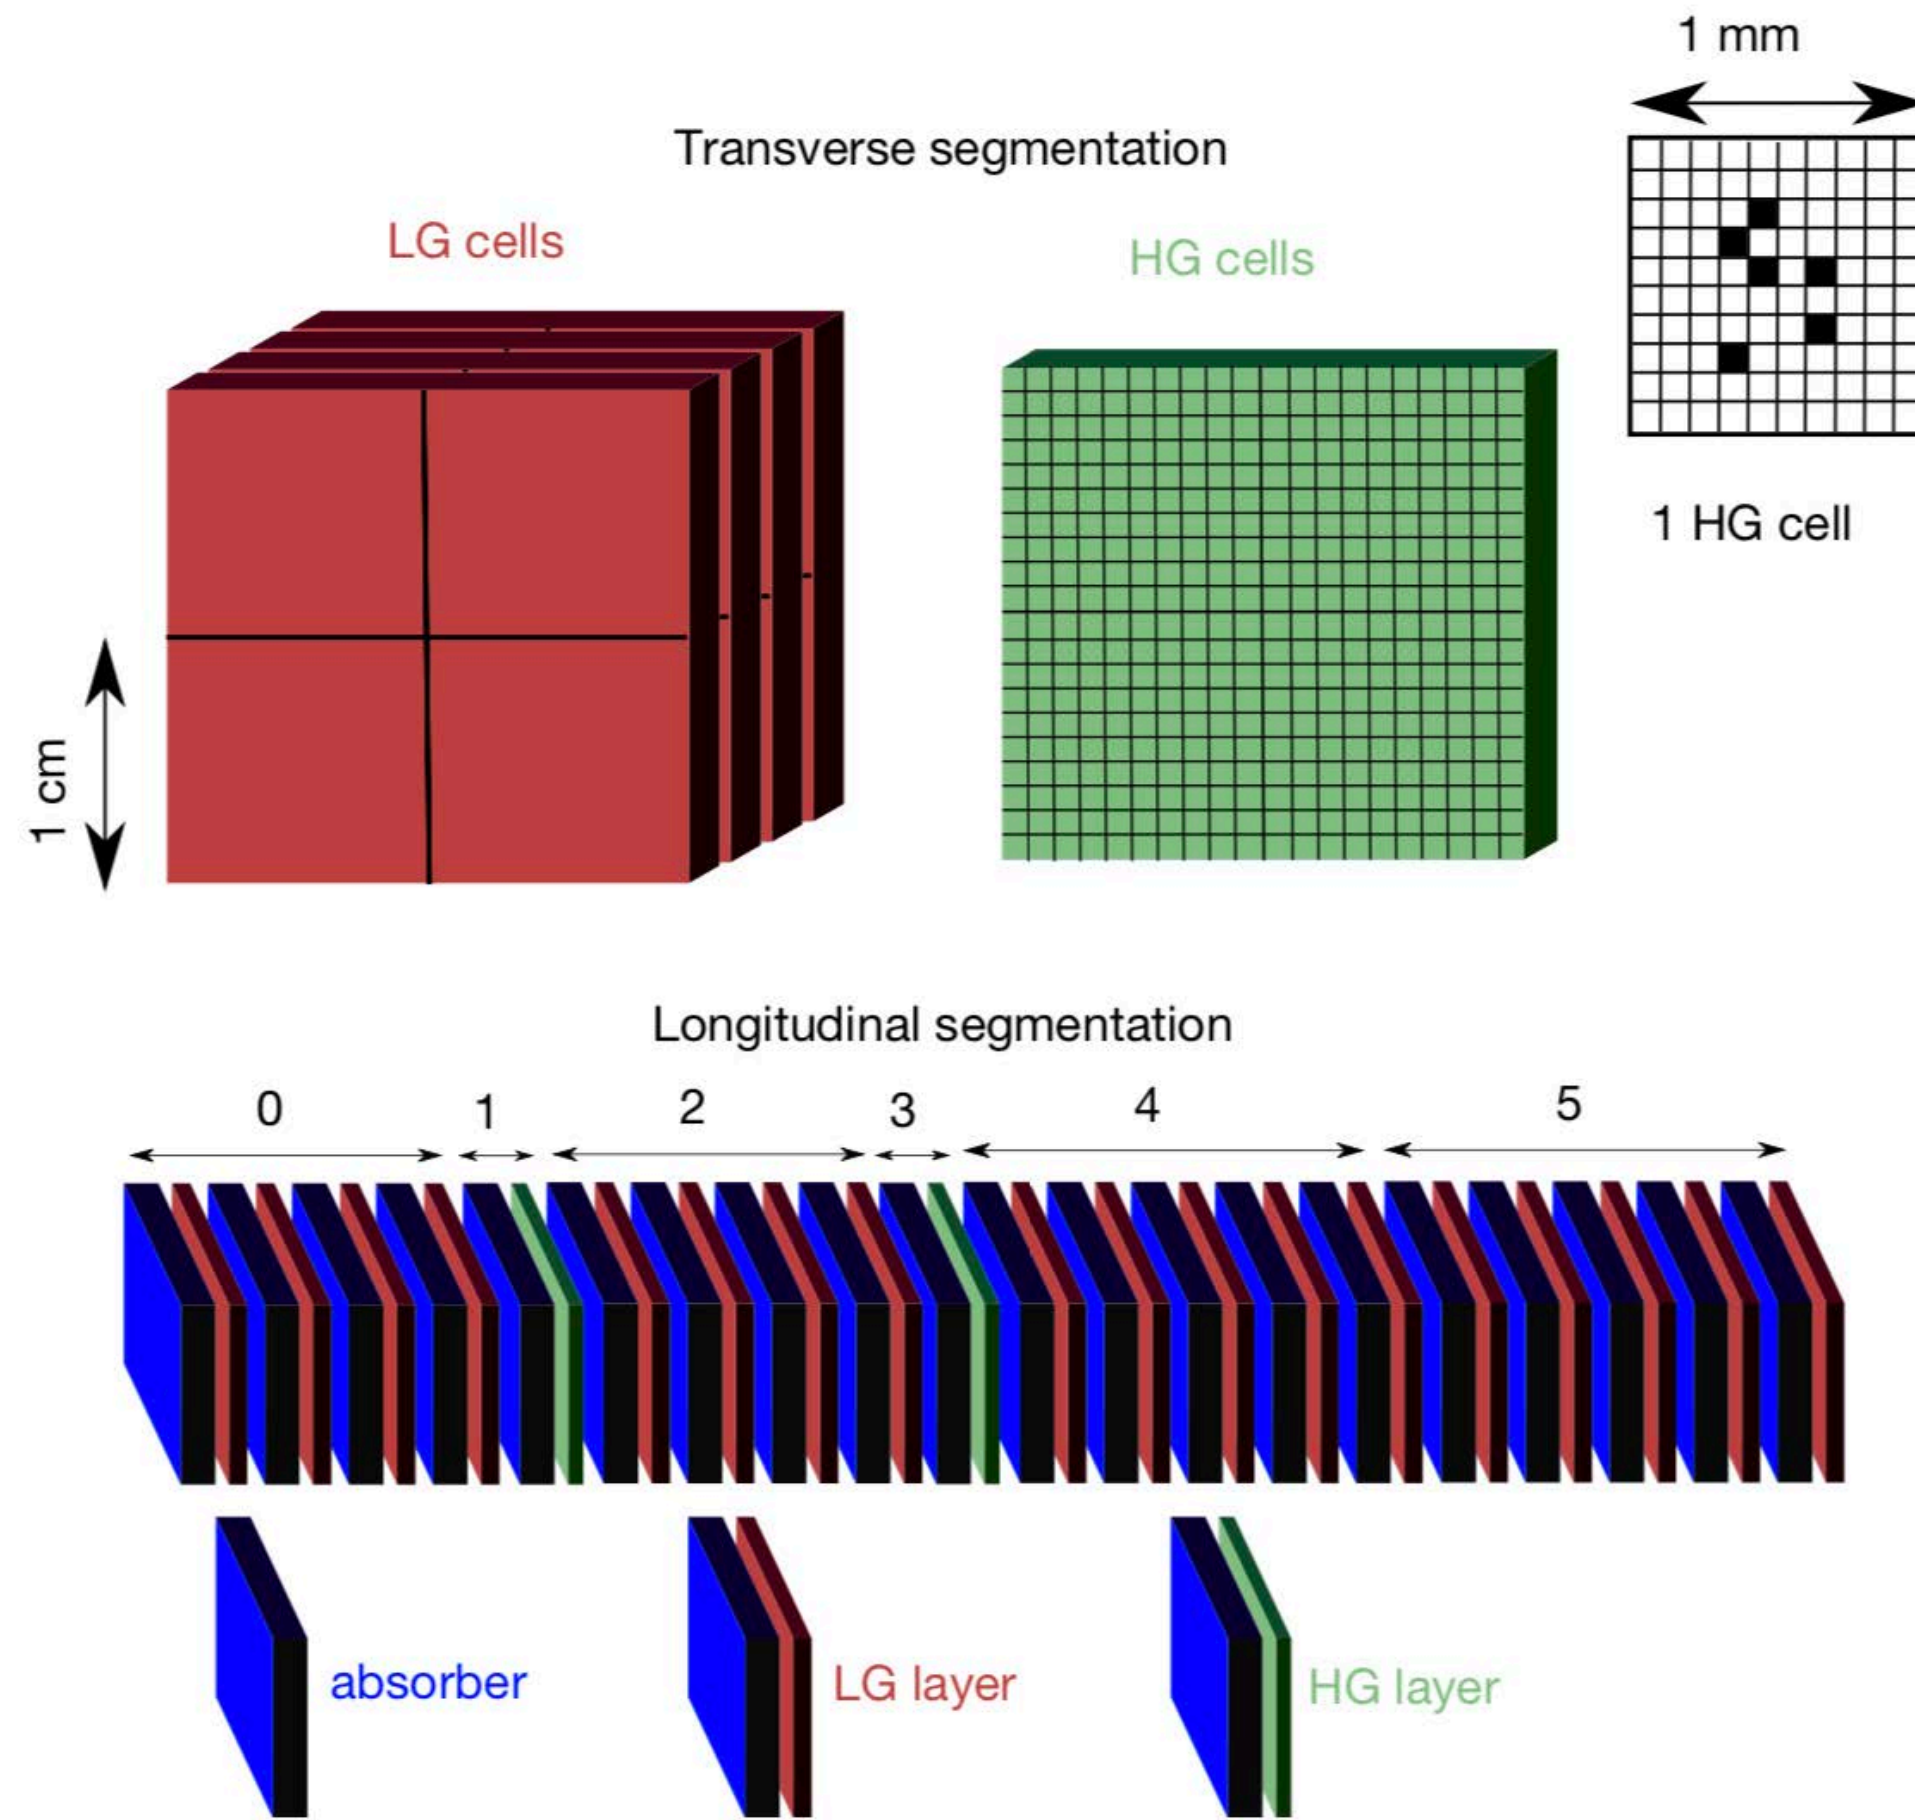 1 mm
Transverse segmentation
LG cells
HG cells
1 cm
1 HG cell
Longitudinal segmentation
0 1 2 3 4 5
absorber
LG layer
HG layer